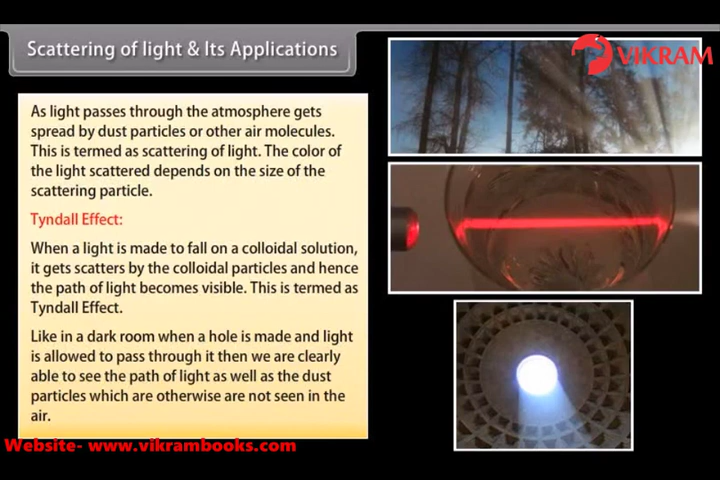 Scattering of light & Its Applications
VIKRAM
As light passes through the atmosphere gets
spread by dust particles or other air molecules.
This is termed as scattering of light. The color of
the light scattered depends on the size of the
scattering particle.
Tyndall Effect:
When a light is made to fall on a colloidal solution,
it gets scatters by the colloidal particles and hence
the path of light becomes visible. This is termed as
Tyndall Effect.
Like in a dark room when a hole is made and light
is allowed to pass through it then we are clearly
able to see the path of light as well as the dust
particles which are otherwise are not seen in the
air.
Website- www.vikrambooks.com